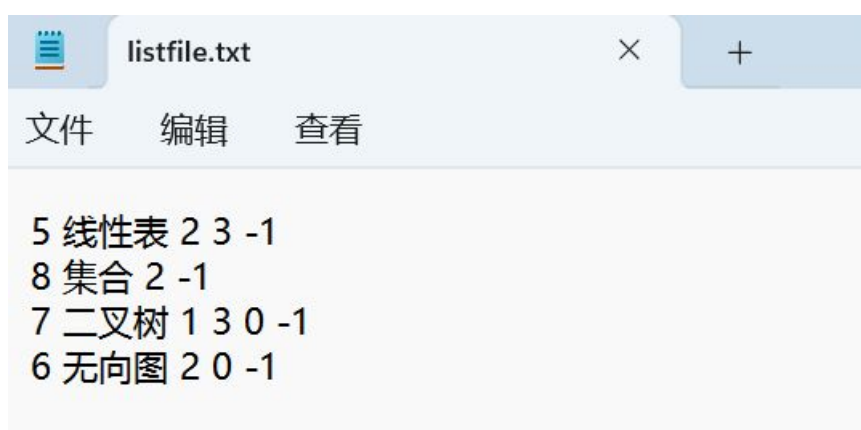 listfile.txt
文件 编辑 查看
5 线性表 2 3 -1
8 集合 2 -1
7 二叉树 1 3 0 -1
6 无向图 2 0 -1